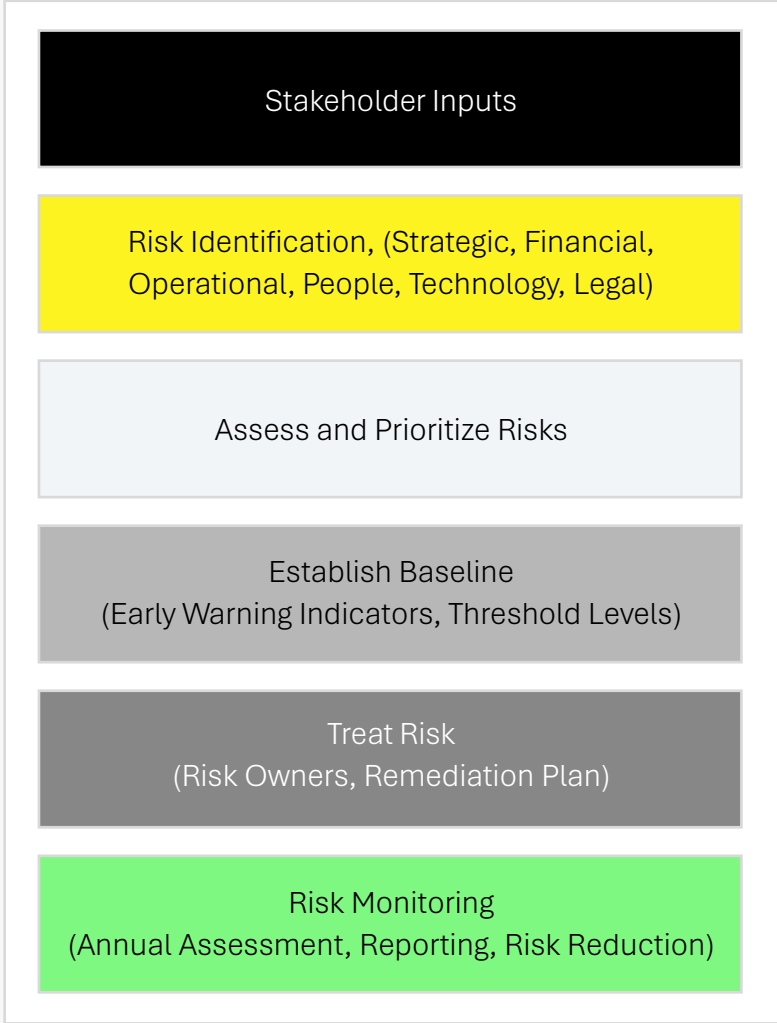 Stakeholder Inputs
Risk Identification, (Strategic, Financial,
Operational, People, Technology, Legal)
Assess and Prioritize Risks
Establish Baseline
(Early Warning Indicators, Threshold Levels)
Treat Risk
(Risk Owners, Remediation Plan)
Risk Monitoring
(Annual Assessment, Reporting, Risk Reduction)